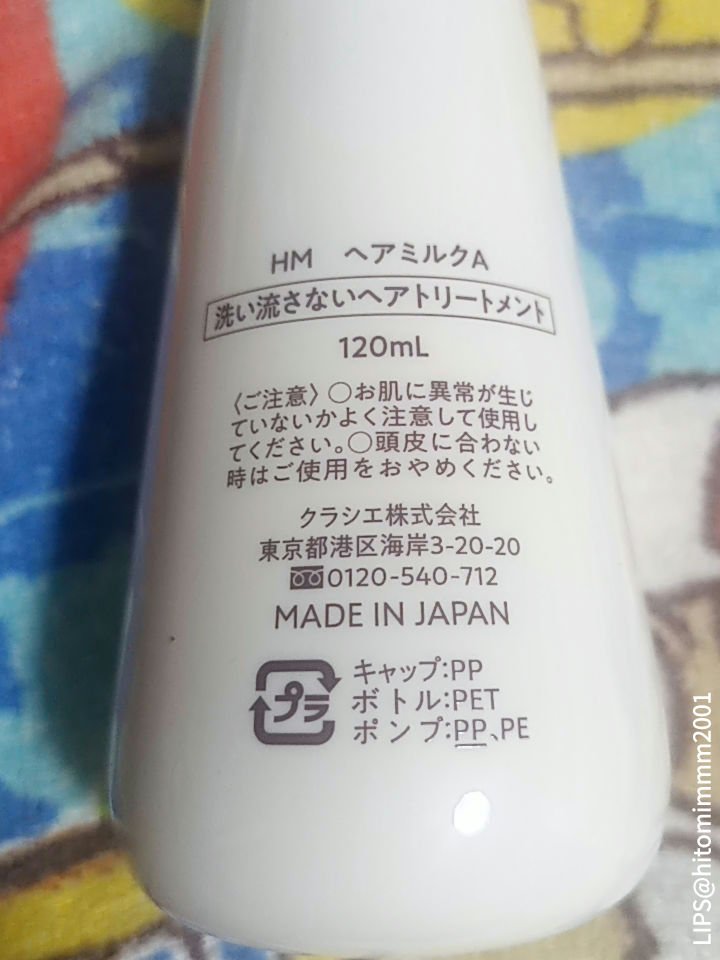 HM ヘアミルクA
洗い流さないヘアトリートメント
120mL
〈ご注意〉○お肌に異常が生じ
ていないかよく注意して使用し
てください。○頭皮に合わない
時はご使用をおやめください。
クラシエ株式会社
東京都港区海岸3-20-20
0120-540-712
MADE IN JAPAN
プラ
キャップ:PP
ボトル:PET
ポンプ:PP、PE
LIPS@hitomimmmm2001